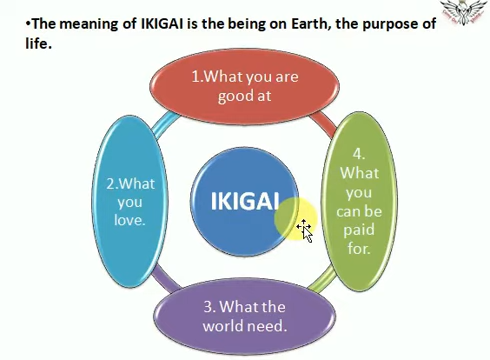 •The meaning of IKIGAI is the being on Earth, the purpose of
life.
1.What you are
good at
2.What
you
love.
IKIGAI
4.
What
you
can be
paid
for.
3. What the
world need.